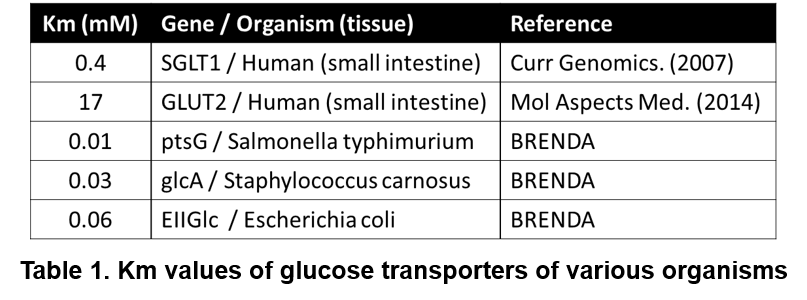 Km (mM) Gene / Organism (tissue) Reference
0.4 SGLT1 / Human (small intestine) Curr Genomics. (2007)
17 GLUT2 / Human (small intestine) Mol Aspects Med. (2014)
0.01 ptsG / Salmonella typhimurium BRENDA
0.03 glcA / Staphylococcus carnosus BRENDA
0.06 EIIGlc / Escherichia coli BRENDA
Table 1. Km values of glucose transporters of various organisms